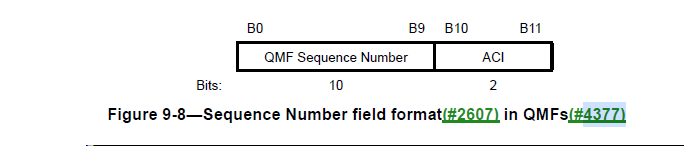 B0 B9 B10 B11
QMF Sequence Number ACI
Bits: 10 2
Figure 9-8—Sequence Number field format(#2607) in QMFs(#4377)